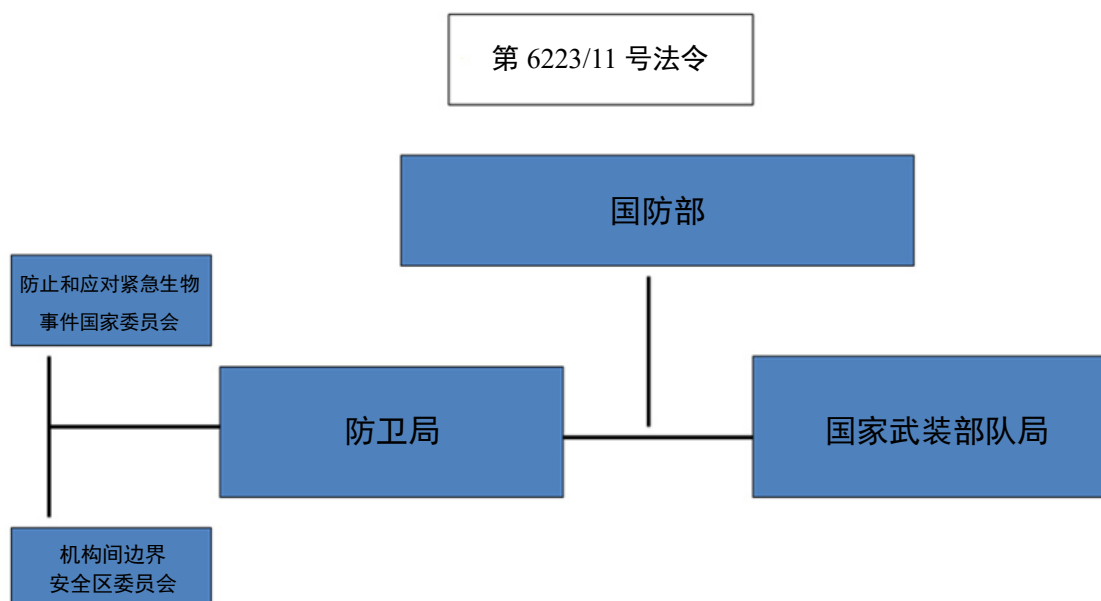 第 6223/11 号法令
国防部
防止和应对紧急生物
事件国家委员会
防卫局
国家武装部队局
机构间边界
安全区委员会